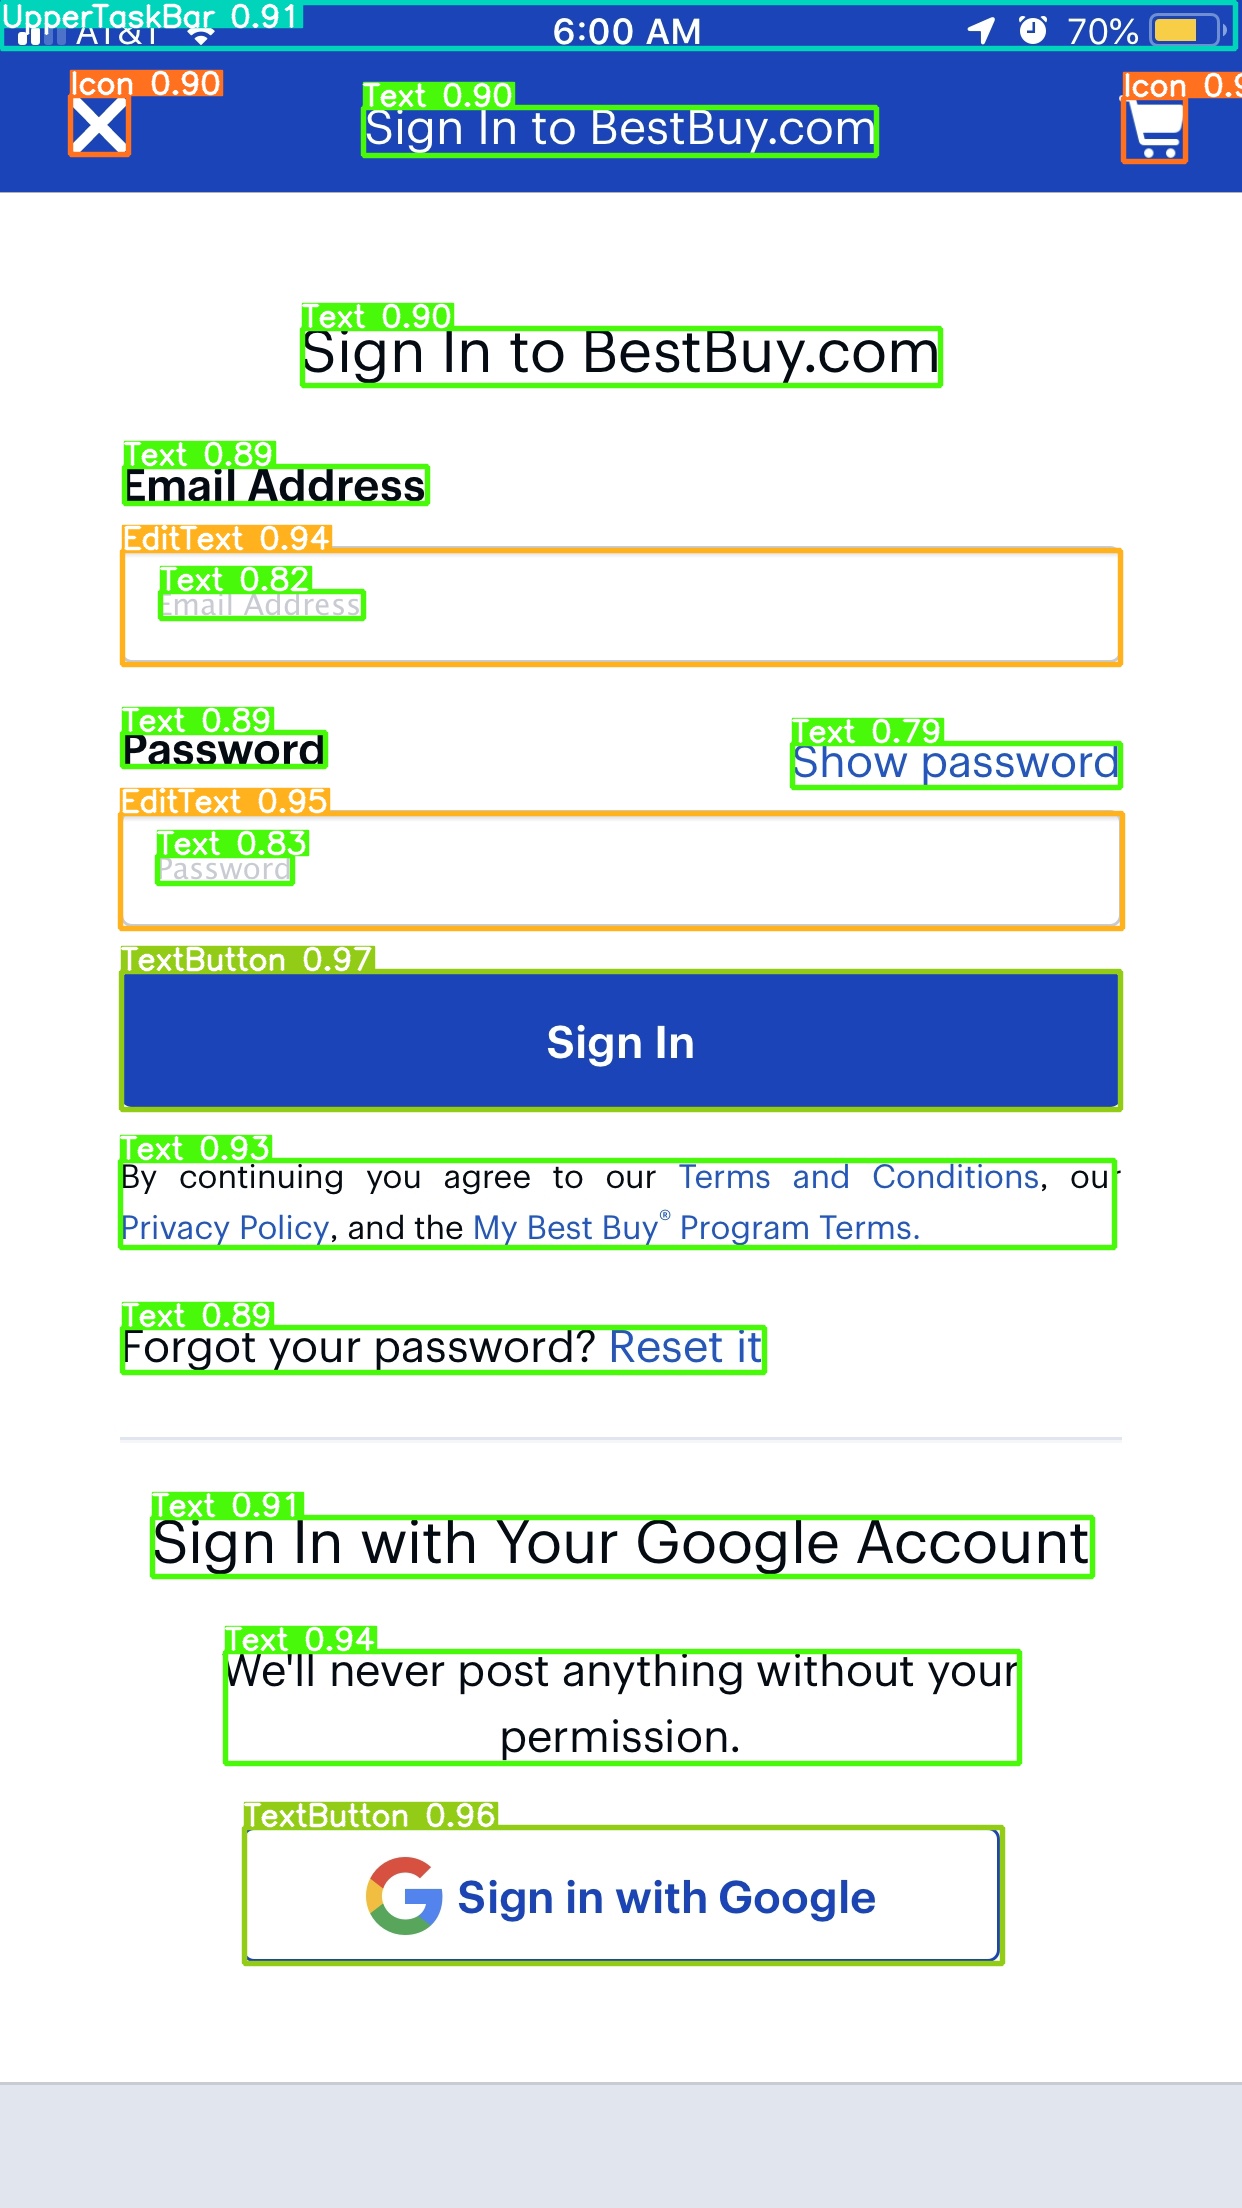 UpperTaskBar 0.91
AT&T 6:00 AM 70%
Icon 0.90
Text 0.90
Icon 0.9
Sign In to BestBuy.com
Text 0.90
Sign In to BestBuy.com
Text 0.89
Email Address
EditText 0.94
Text 0.82
Email Address
Text 0.89
Password
Text 0.79
Show password
EditText 0.95
Text 0.83
Password
TextButton 0.97
Sign In
Text 0.93
By continuing you agree to our Terms and Conditions, our
Privacy Policy, and the My Best Buy® Program Terms.
Text 0.89
Forgot your password? Reset it
Text 0.91
Sign In with Your Google Account
Text 0.94
We'll never post anything without your
permission.
TextButton 0.96
Sign in with Google